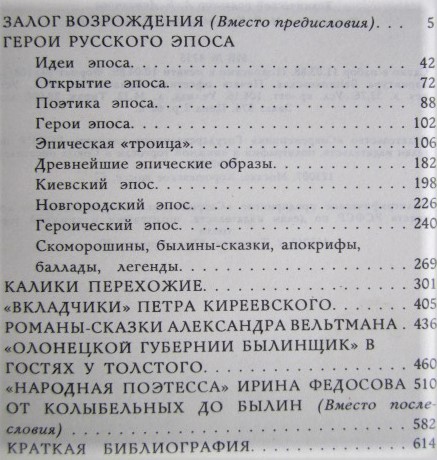 ЗАЛОГ ВОЗРОЖДЕНИЯ (Вместо предисловия). . . 5
ГЕРОИ РУССКОГО ЭПОСА
Идеи эпоса. . . . . . . . . . . . . . . . . . . 42
Открытие эпоса. . . . . . . . . . . . . . . . 72
Поэтика эпоса. . . . . . . . . . . . . . . . . 88
Герои эпоса. . . . . . . . . . . . . . . . . . 102
Эпическая «троица». . . . . . . . . . . . . 106
Древнейшие эпические образы. . . . . . 182
Киевский эпос. . . . . . . . . . . . . . . . 198
Новгородский эпос. . . . . . . . . . . . . 226
Героический эпос. . . . . . . . . . . . . . 240
Скоморошины, былины-сказки, апокрифы,
баллады, легенды. . . . . . . . . . . . . . 269
КАЛИКИ ПЕРЕХОЖИЕ. . . . . . . . . . . . . 301
«ВКЛАДЧИКИ» ПЕТРА КИРЕЕВСКОГО. . . . 405
РОМАНЫ-СКАЗКИ АЛЕКСАНДРА ВЕЛЬТМАНА . 436
«ОЛОНЕЦКОЙ ГУБЕРНИИ БЫЛИНЩИК» В
ГОСТЯХ У ТОЛСТОГО. . . . . . . . . . . . . 460
«НАРОДНАЯ ПОЭТЕССА» ИРИНА ФЕДОСОВА 510
ОТ КОЛЫБЕЛЬНЫХ ДО БЫЛИН (Вместо после-
словия) . . . . . . . . . . . . . . . . . . . . 582
КРАТКАЯ БИБЛИОГРАФИЯ. . . . . . . . . . . 614